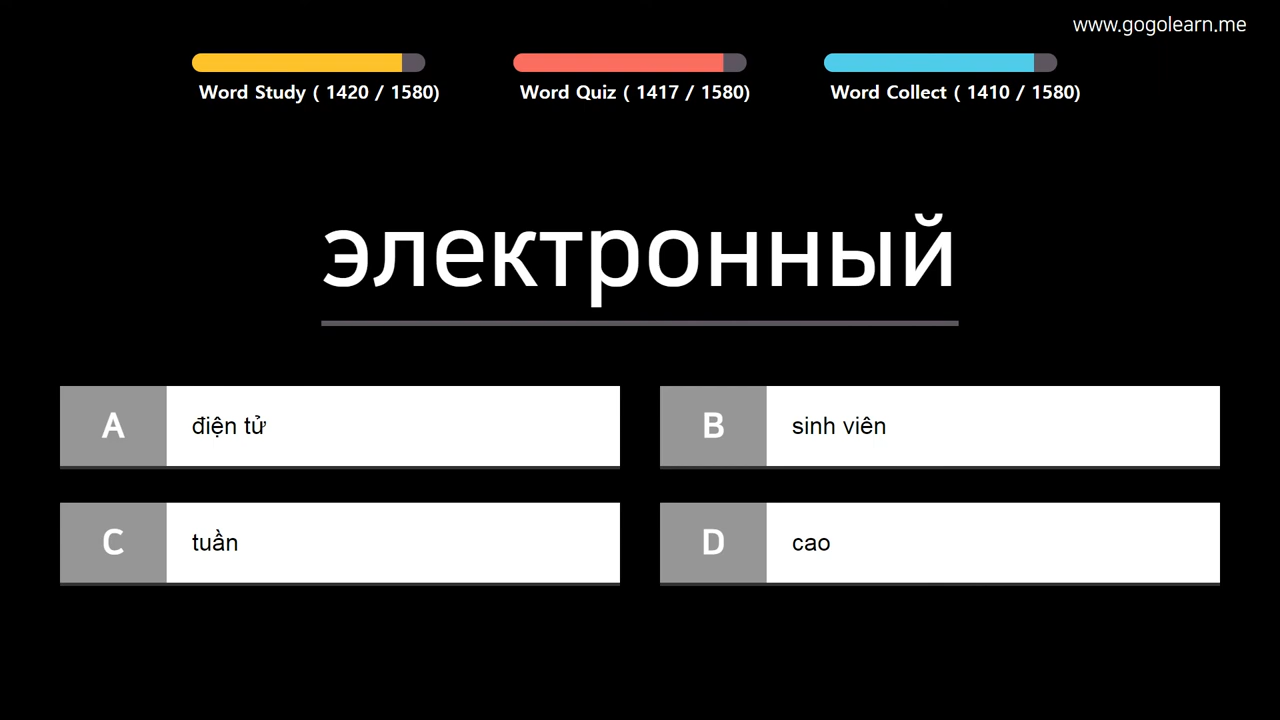 www.gogolearn.me
Word Study ( 1420 / 1580)
Word Quiz ( 1417 / 1580)
Word Collect ( 1410 / 1580)
электронный
A điện tử
B sinh viên
C tuần
D cao